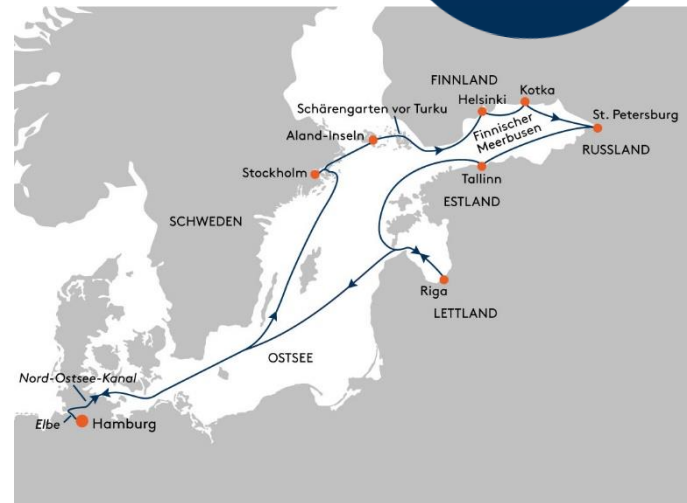 FINNLAND
Kotka
Helsinki
Schärengarten vor Turku
St. Petersburg
Finnischer
Meerbusen
Aland-Inseln
RUSSLAND
Stockholm
Tallinn
ESTLAND
SCHWEDEN
Riga
LETTLAND
OSTSEE
Nord-Ostsee-Kanal
Elbe
Hamburg